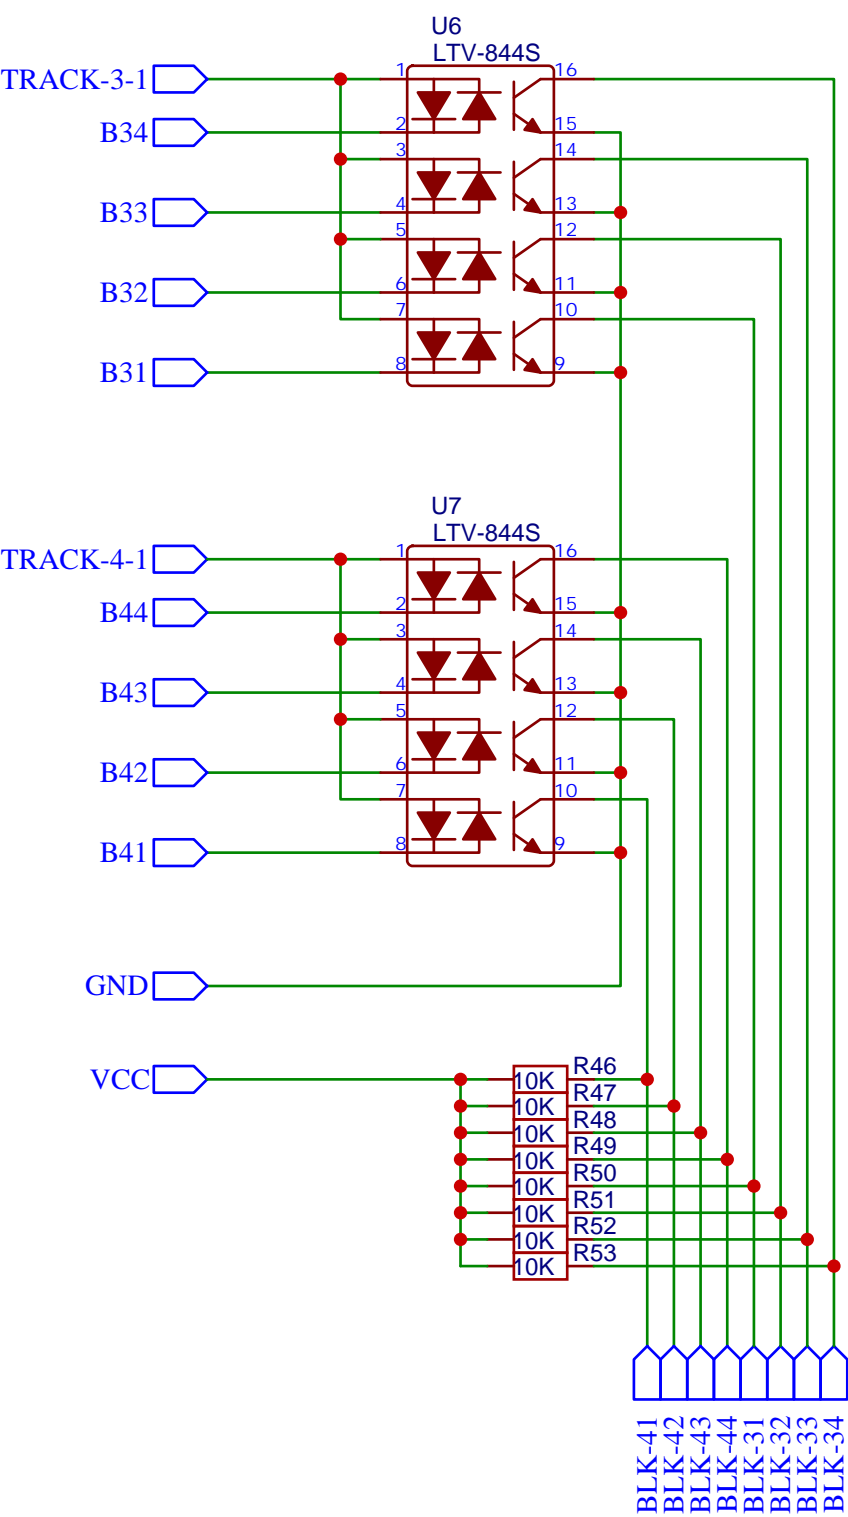 U6
LTV-844S
TRACK-3-1
1
16
B34
2
15
3
14
B33
4
13
5
12
B32
6
11
7
10
B31
8
9
U7
LTV-844S
TRACK-4-1
1
16
B44
2
15
3
14
B43
4
13
5
12
B42
6
11
7
10
B41
8
9
GND
VCC
10K R46
10K R47
10K R48
10K R49
10K R50
10K R51
10K R52
10K R53
BLK-41
BLK-42
BLK-43
BLK-44
BLK-31
BLK-32
BLK-33
BLK-34